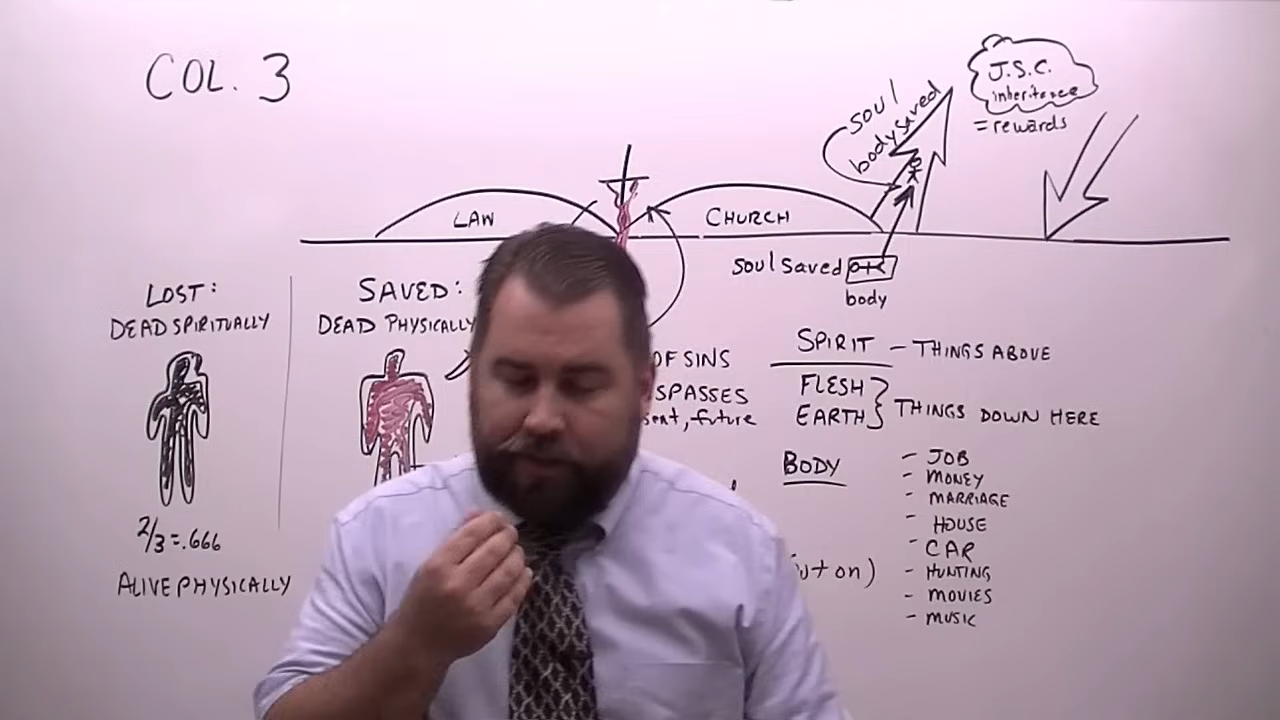 COL. 3
J.S.C.
inheritance
= rewards
soul
body saved
LAW
CHURCH
soul saved
body
LOST:
DEAD SPIRITUALLY
2/3 = .666
ALIVE PHYSICALLY
SAVED:
DEAD PHYSICALLY
OF SINS
SPASSES
sent, future
ut on)
SPIRIT — THINGS ABOVE
FLESH
EARTH
THINGS DOWN HERE
BODY
- JOB
- MONEY
- MARRIAGE
- HOUSE
- CAR
- HUNTING
- MOVIES
- MUSIC